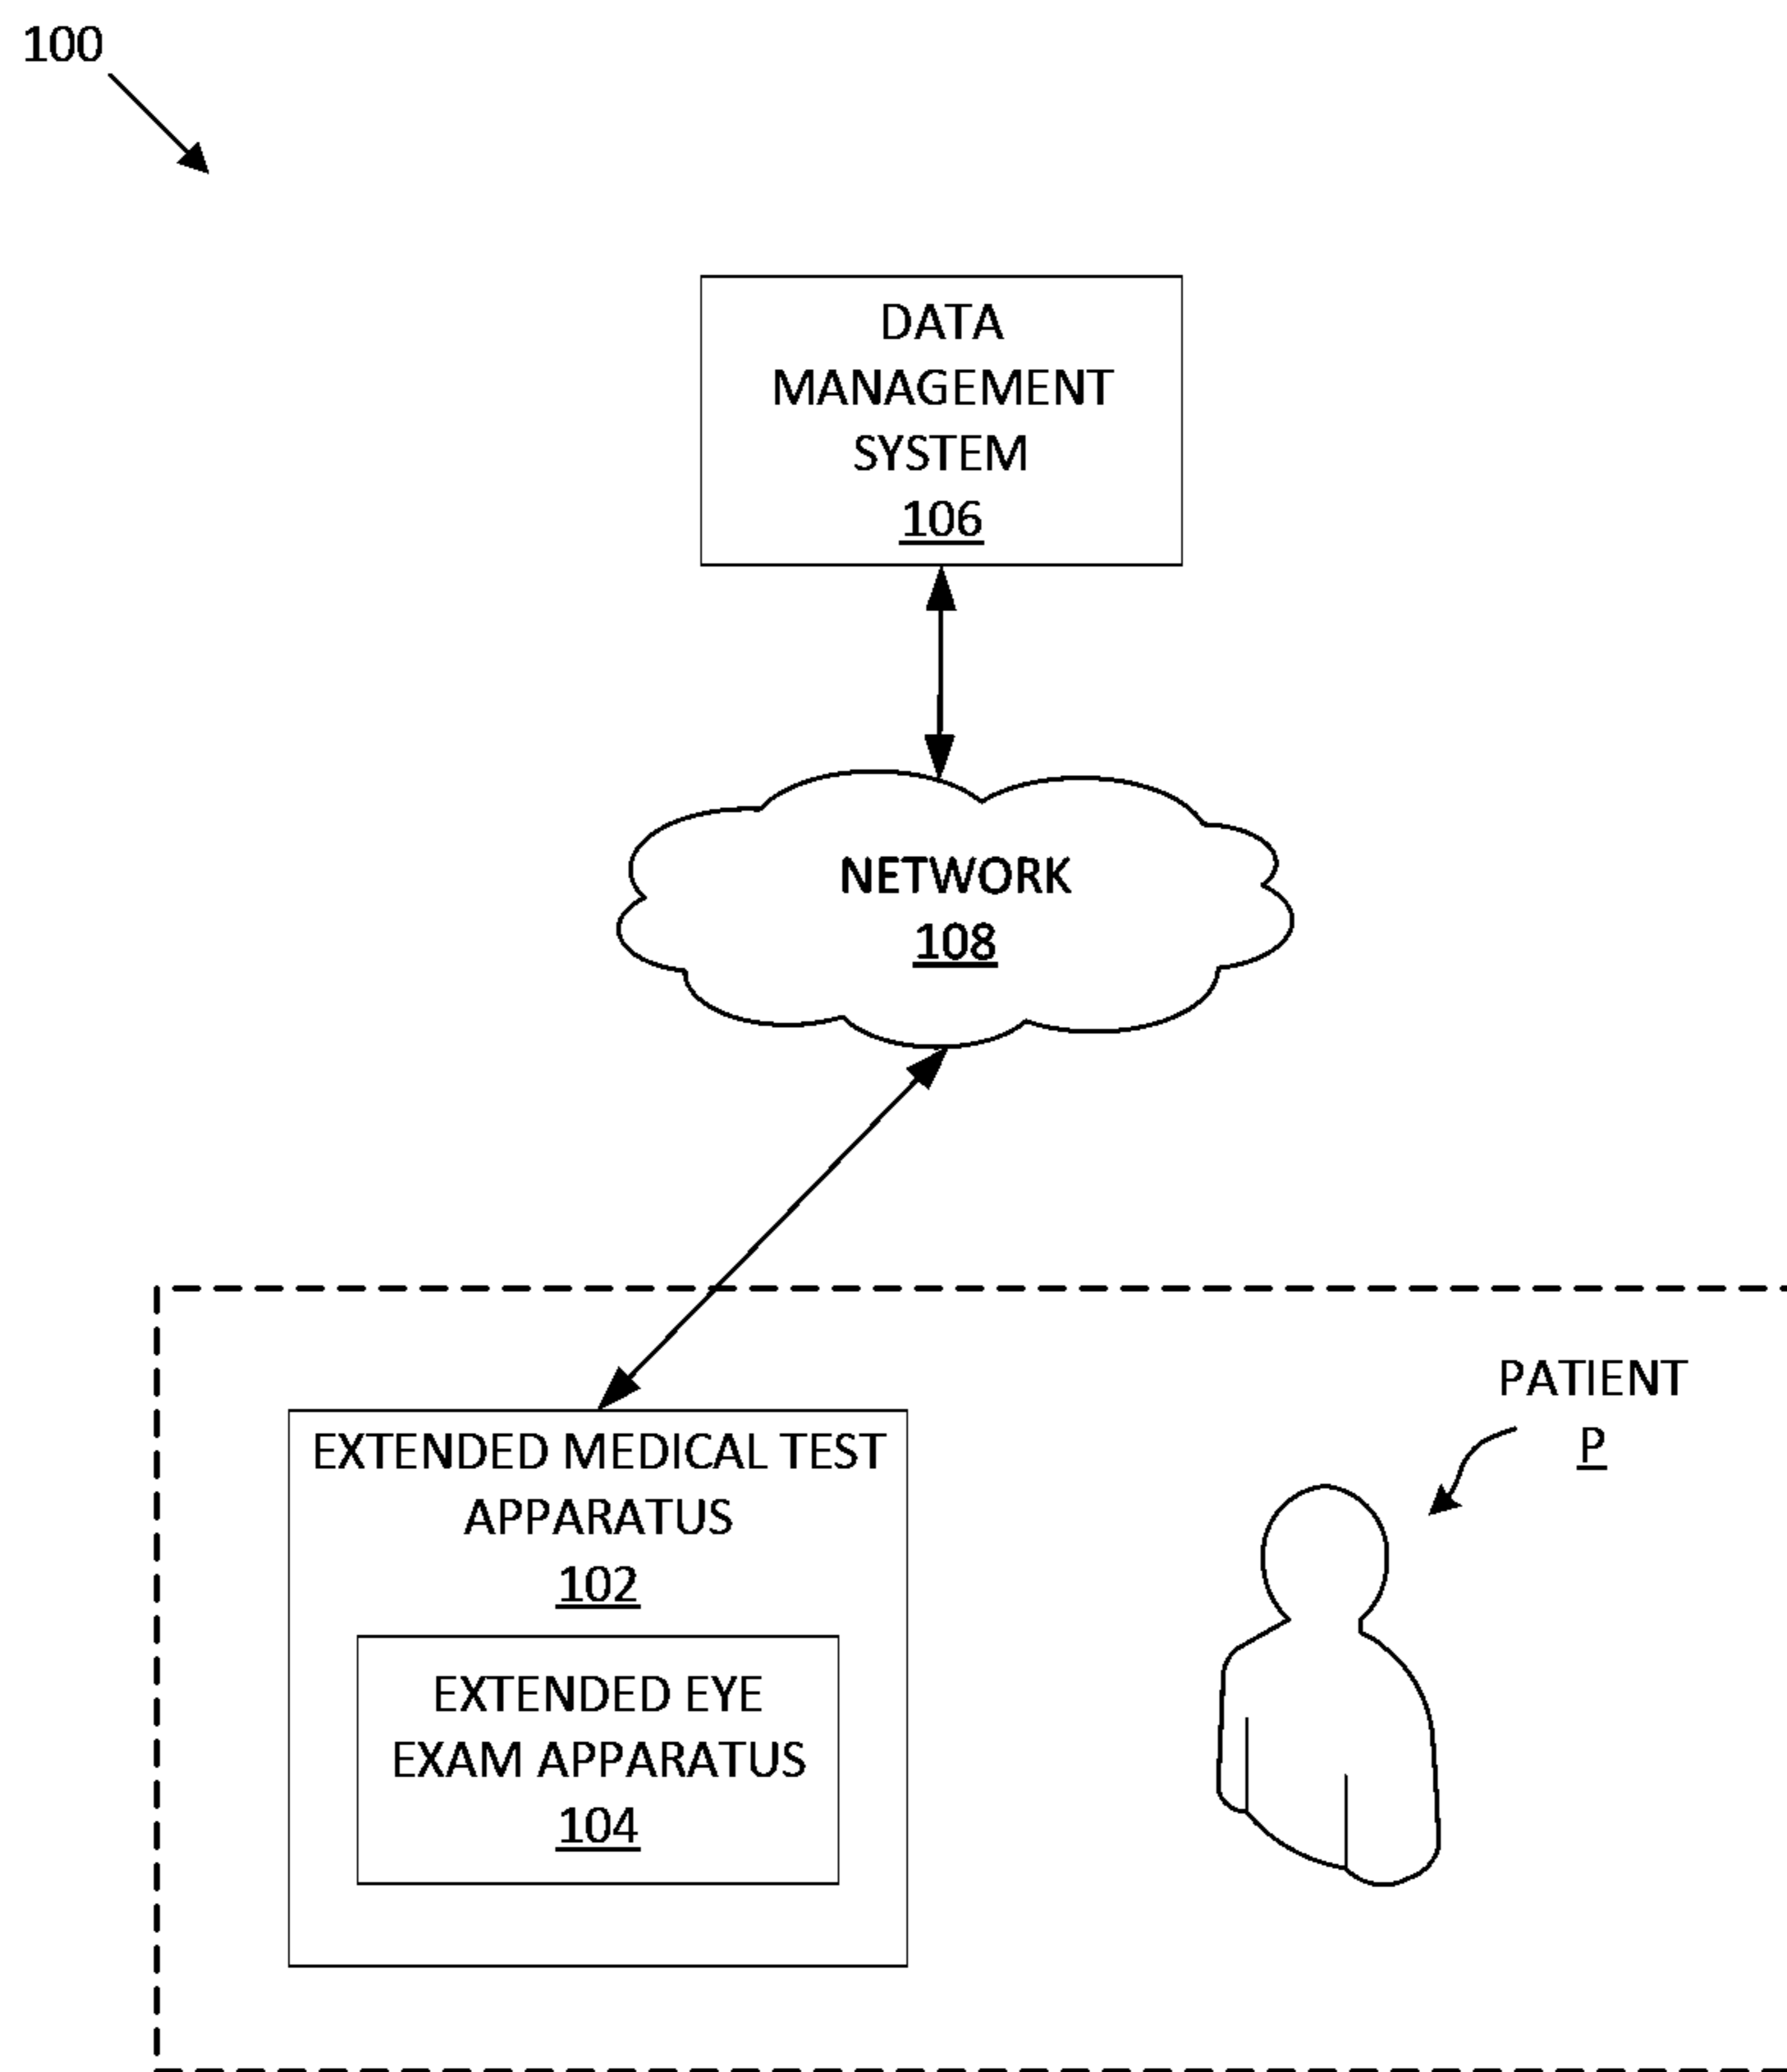 100
DATA
MANAGEMENT
SYSTEM
106
NETWORK
108
EXTENDED MEDICAL TEST
APPARATUS
102
EXTENDED EYE
EXAM APPARATUS
104
PATIENT
P